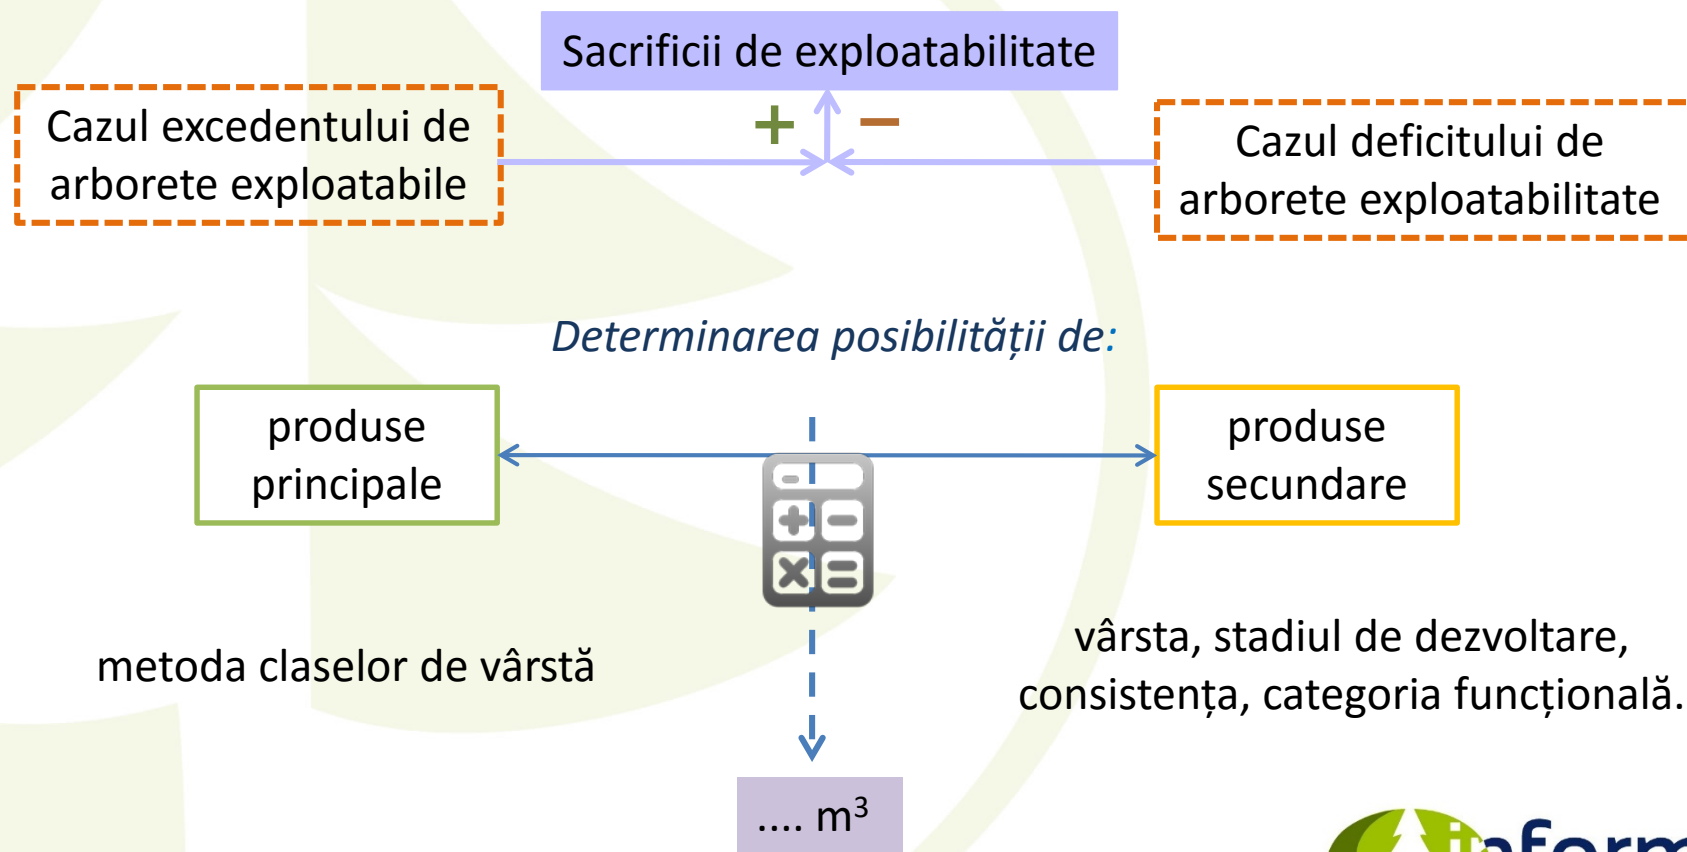 Sacrificii de exploatabilitate
Cazul excedentului de
arborete exploatabile
+ −
Cazul deficitului de
arborete exploatabilitate
Determinarea posibilității de:
produse
principale
produse
secundare
metoda claselor de vârstă
vârsta, stadiul de dezvoltare,
consistența, categoria funcțională.
.... m³
inform